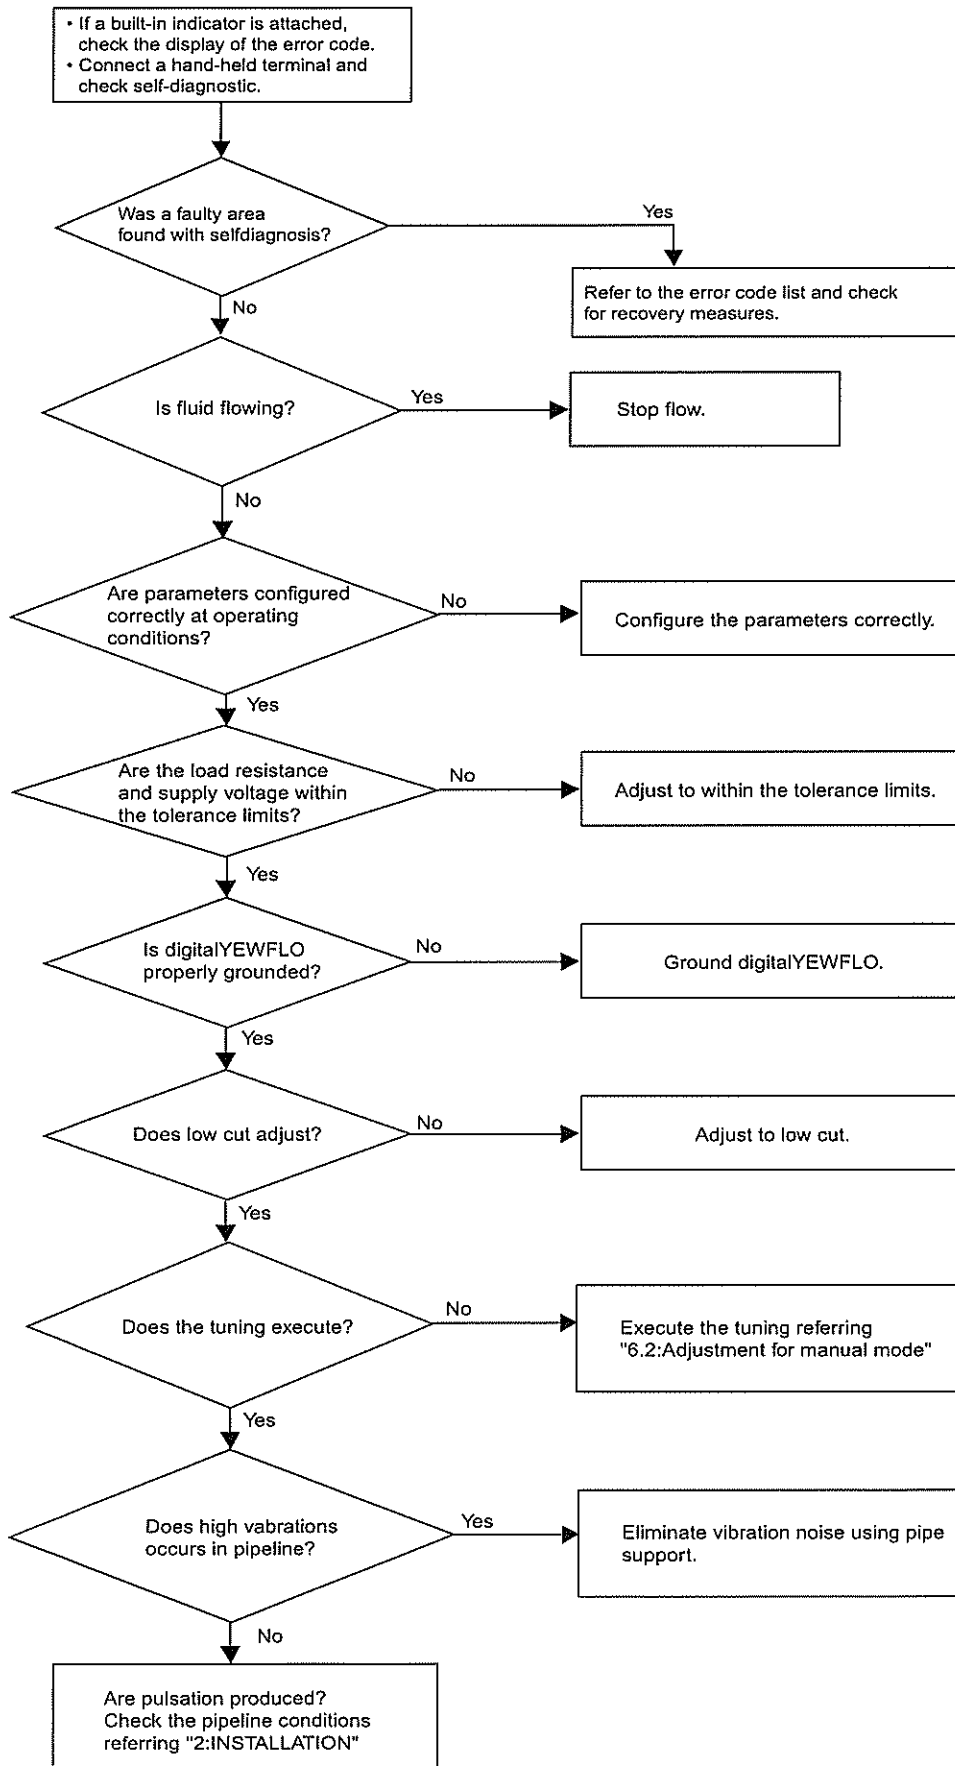 • If a built-in indicator is attached,
check the display of the error code.
• Connect a hand-held terminal and
check self-diagnostic.
Was a faulty area
found with selfdiagnosis?
Yes
Refer to the error code list and check
for recovery measures.
No
Is fluid flowing?
Yes
Stop flow.
No
Are parameters configured
correctly at operating
conditions?
No
Configure the parameters correctly.
Yes
Are the load resistance
and supply voltage within
the tolerance limits?
No
Adjust to within the tolerance limits.
Yes
Is digitalYEWFLO
properly grounded?
No
Ground digitalYEWFLO.
Yes
Does low cut adjust?
No
Adjust to low cut.
Yes
Does the tuning execute?
No
Execute the tuning referring
"6.2:Adjustment for manual mode"
Yes
Does high vabrations
occurs in pipeline?
Yes
Eliminate vibration noise using pipe
support.
No
Are pulsation produced?
Check the pipeline conditions
referring "2:INSTALLATION"